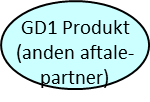 GD1 Produkt
(anden aftale-
partner)